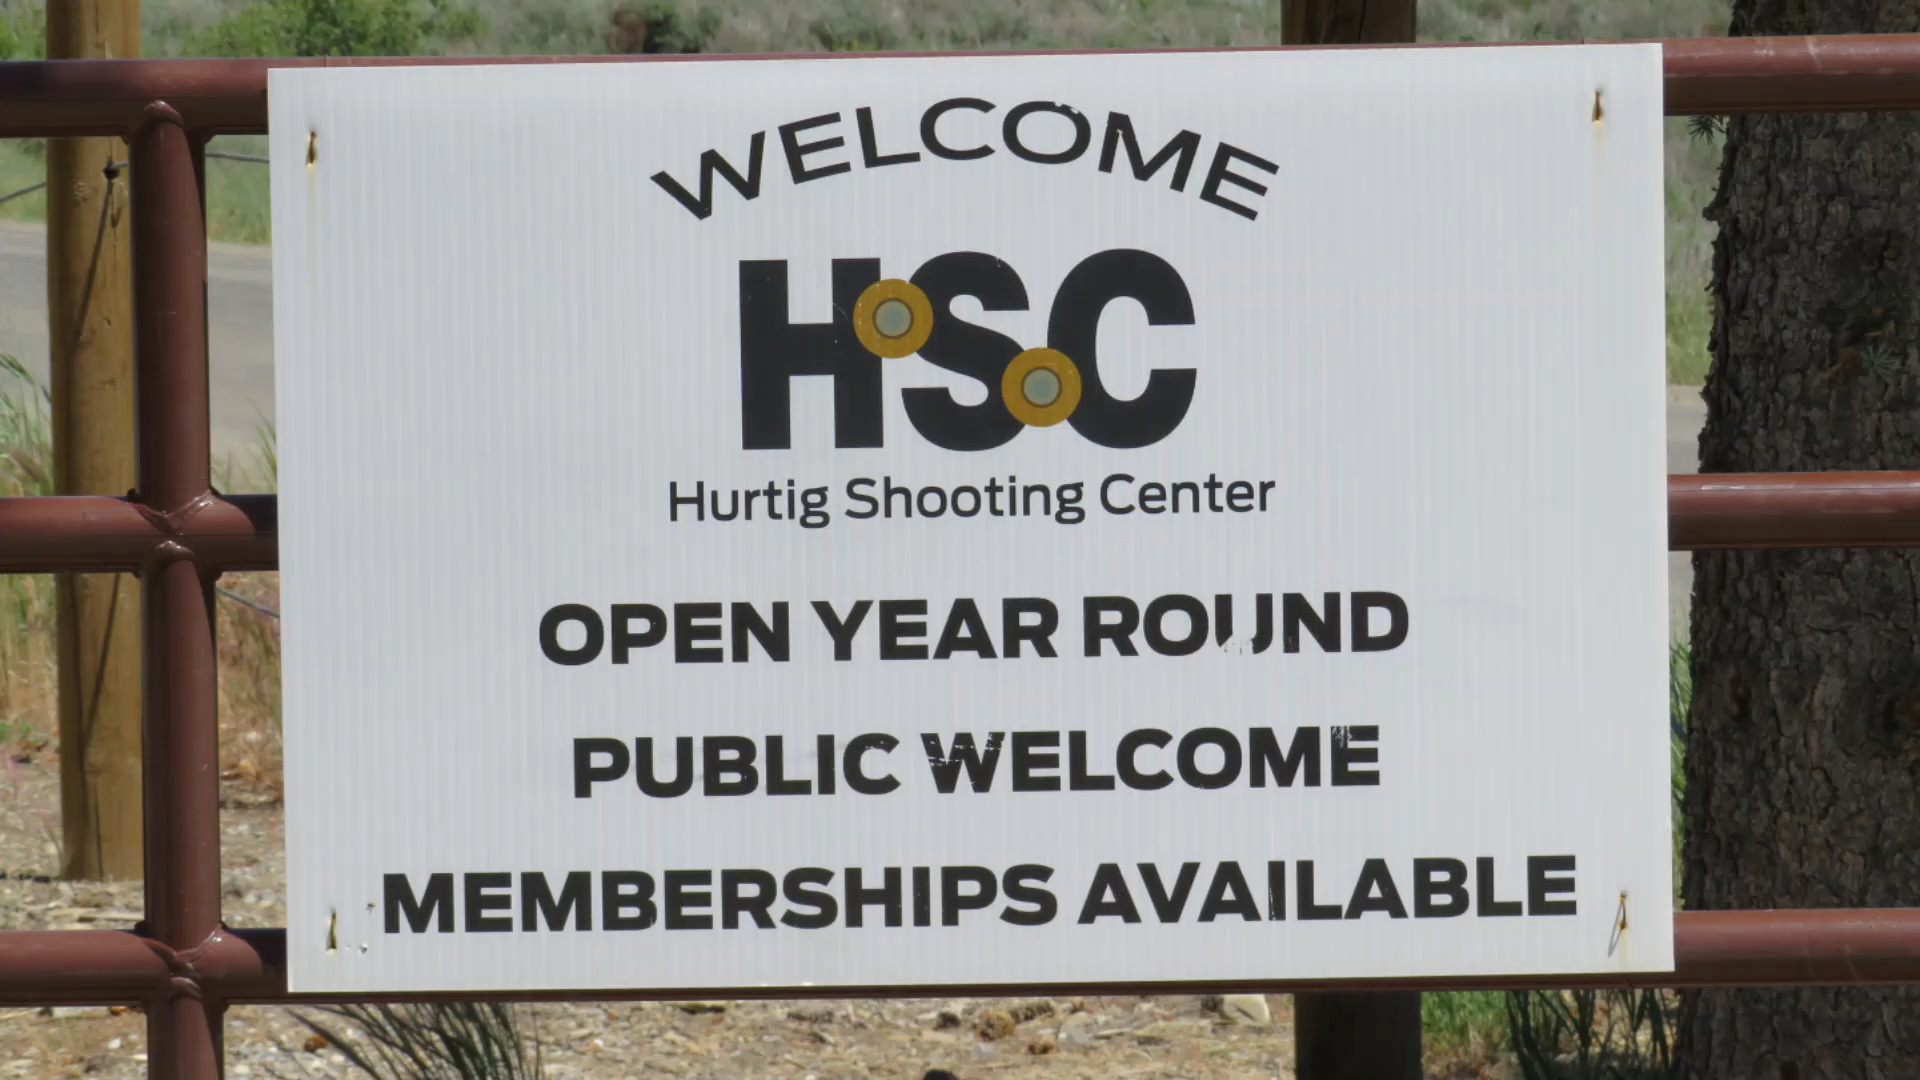 WELCOME
HSC
Hurtig Shooting Center
OPEN YEAR ROUND
PUBLIC WELCOME
MEMBERSHIPS AVAILABLE